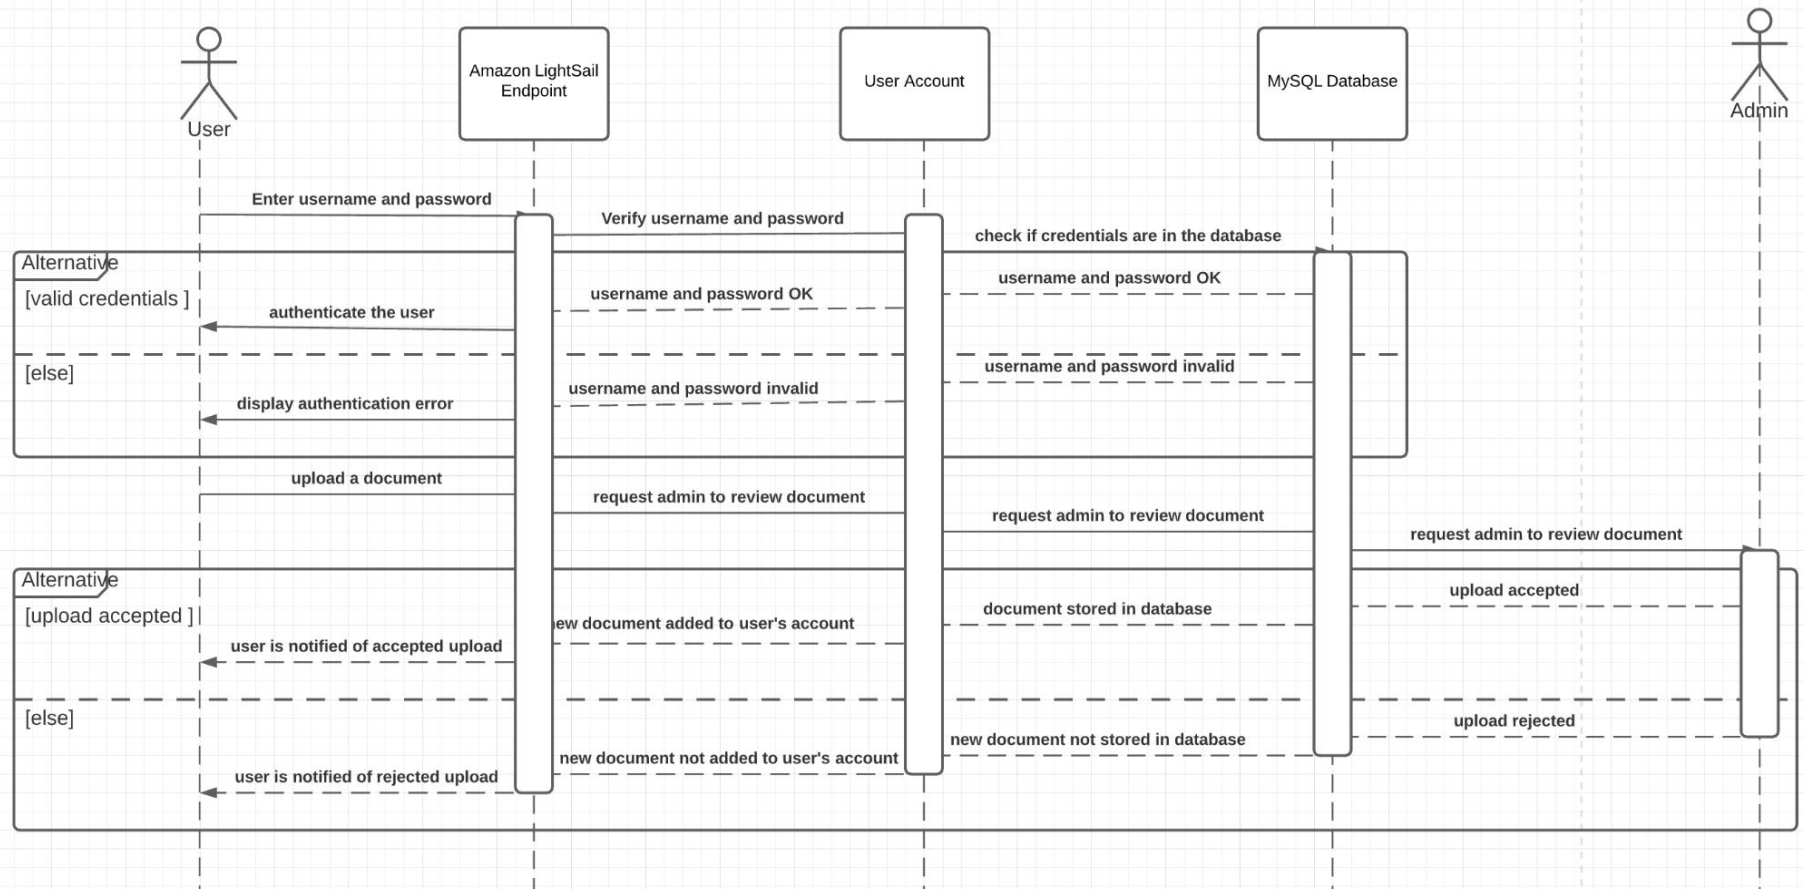 User
Amazon LightSail
Endpoint
User Account
MySQL Database
Admin
Enter username and password
Verify username and password
check if credentials are in the database
Alternative
[valid credentials ]
username and password OK
username and password OK
authenticate the user
[else]
username and password invalid
username and password invalid
display authentication error
upload a document
request admin to review document
request admin to review document
request admin to review document
Alternative
[upload accepted ]
upload accepted
document stored in database
new document added to user's account
user is notified of accepted upload
[else]
upload rejected
new document not stored in database
new document not added to user's account
user is notified of rejected upload